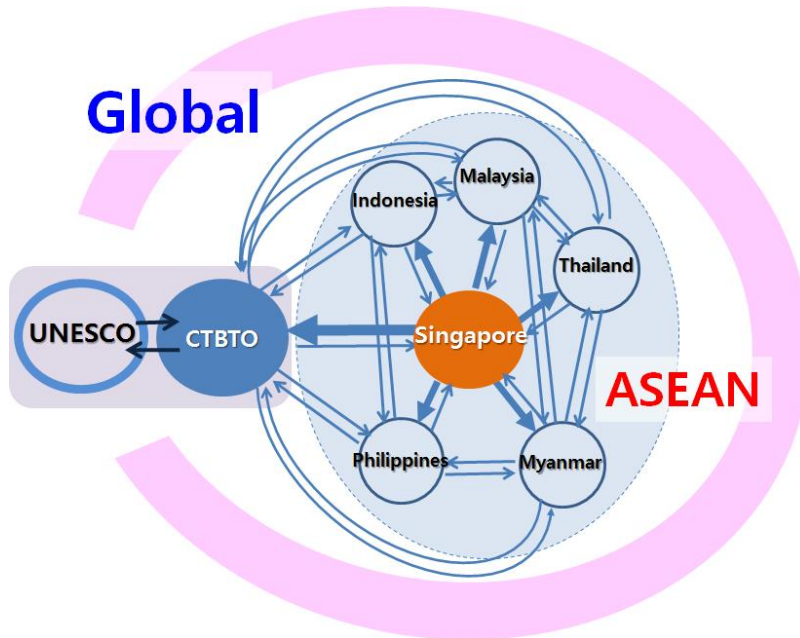 Global
Malaysia
Indonesia
Thailand
UNESCO
CTBTO
Singapore
ASEAN
Philippines
Myanmar